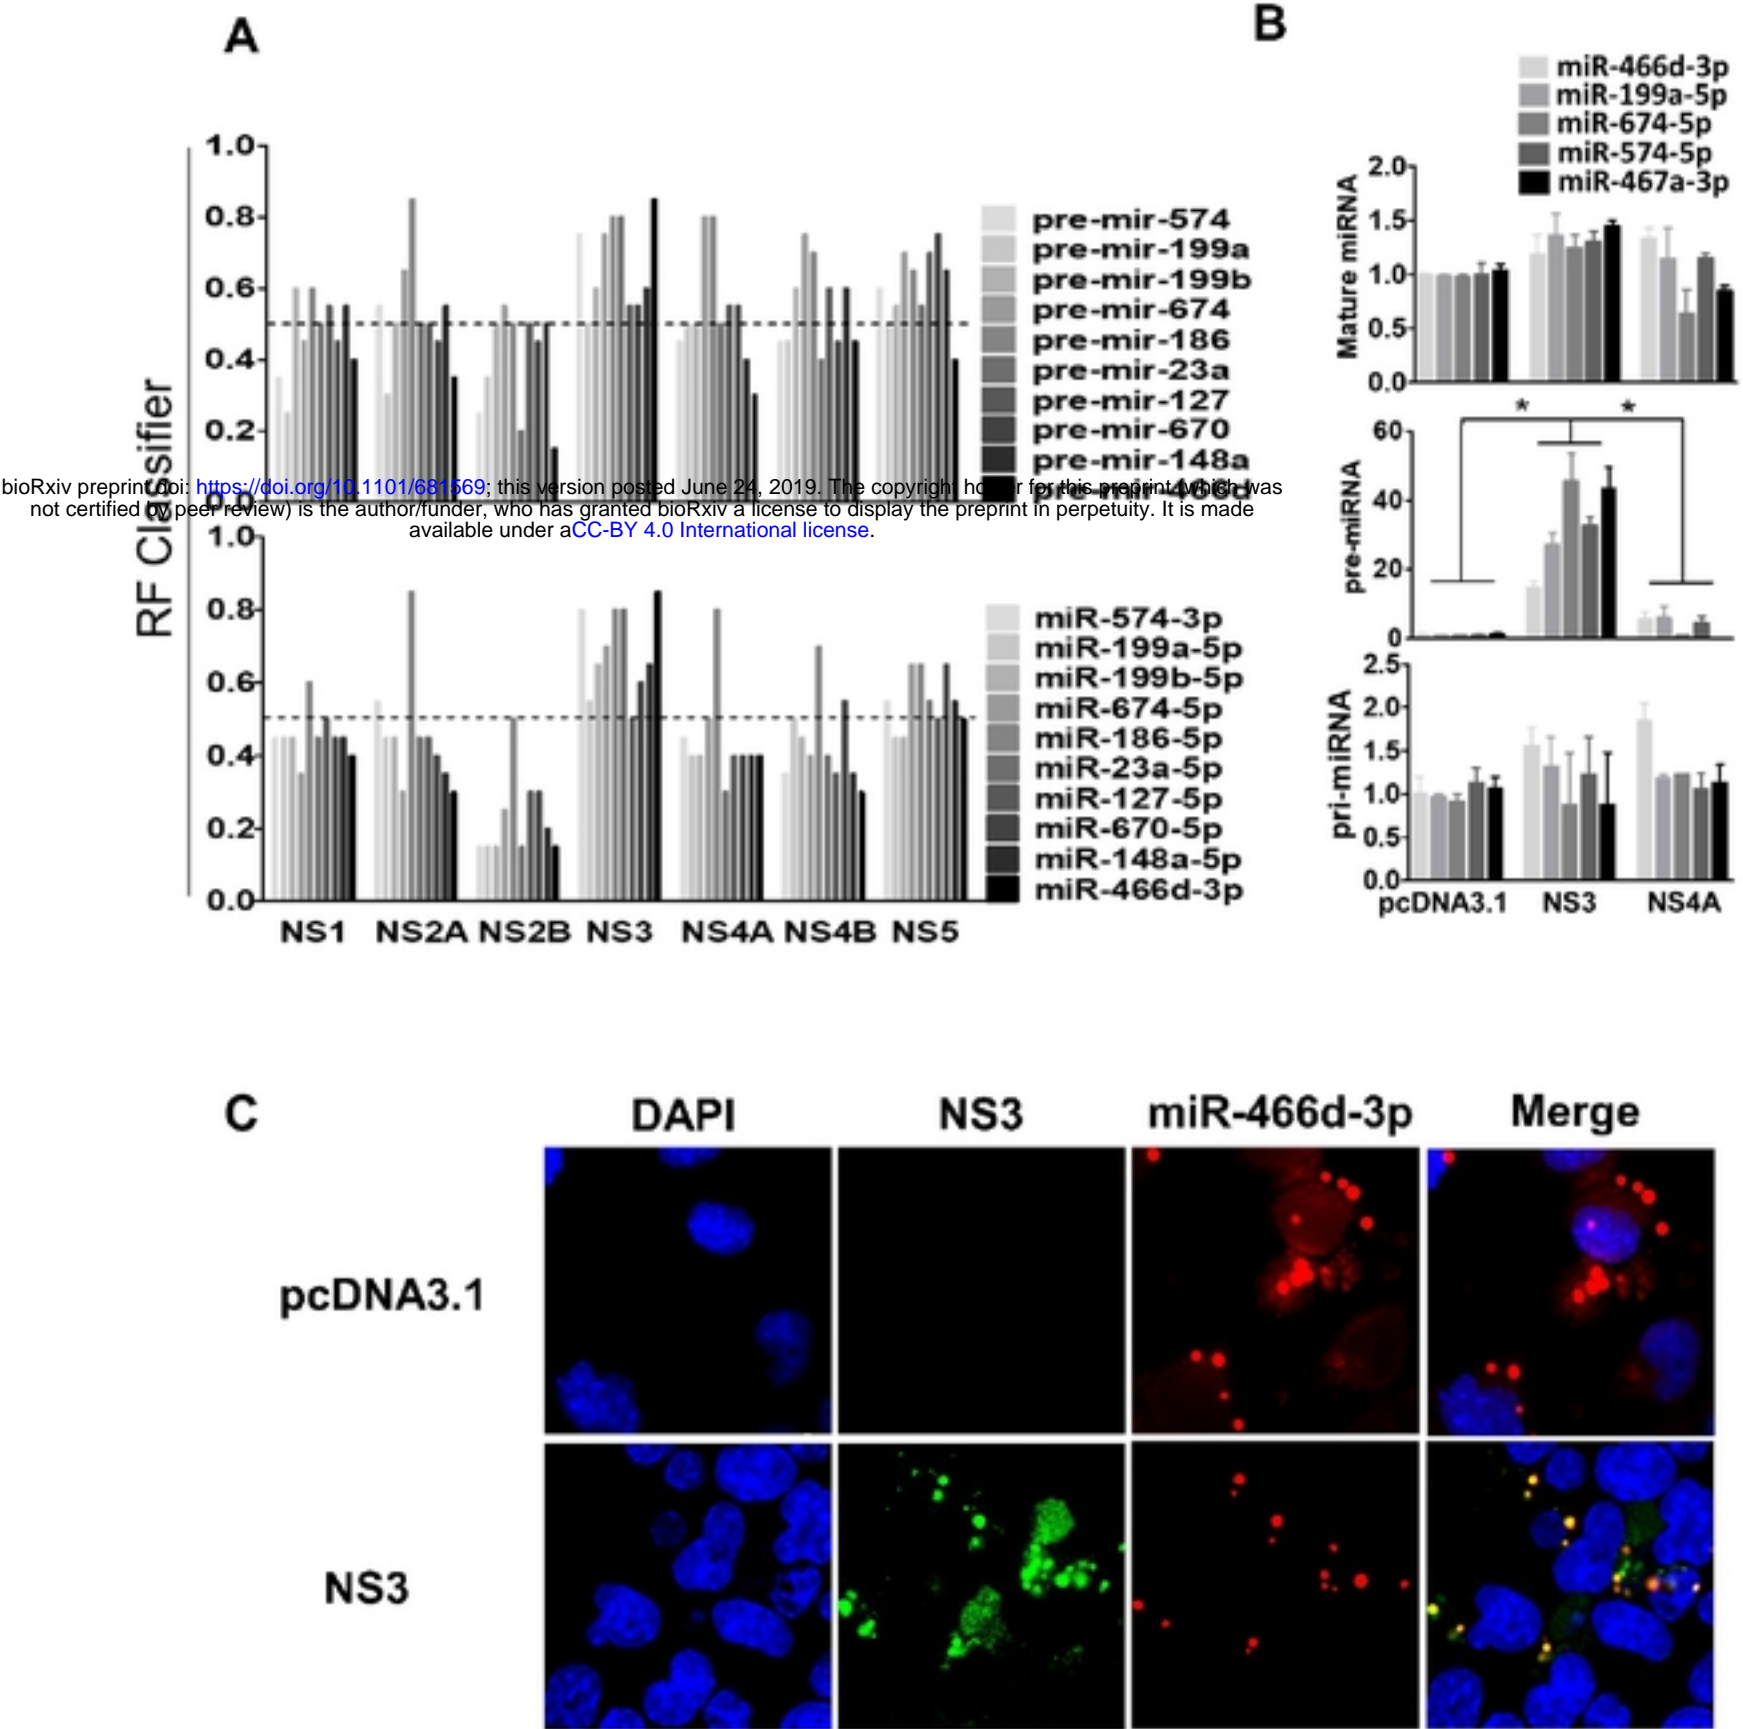 A
B
miR-466d-3p
miR-199a-5p
miR-674-5p
miR-574-5p
miR-467a-3p
RF Classifier
1.0
0.8
0.6
0.4
0.2
0.0
pre-mir-574
pre-mir-199a
pre-mir-199b
pre-mir-674
pre-mir-186
pre-mir-23a
pre-mir-127
pre-mir-670
pre-mir-148a
pre-mir-466d
bioRxiv preprint doi: https://doi.org/10.1101/681569; this version posted June 24, 2019. The copyright holder for this preprint (which was
not certified by peer review) is the author/funder, who has granted bioRxiv a license to display the preprint in perpetuity. It is made
available under aCC-BY 4.0 International license.
1.0
0.8
0.6
0.4
0.2
0.0
miR-574-3p
miR-199a-5p
miR-199b-5p
miR-674-5p
miR-186-5p
miR-23a-5p
miR-127-5p
miR-670-5p
miR-148a-5p
miR-466d-3p
NS1 NS2A NS2B NS3 NS4A NS4B NS5
Mature miRNA
2.0
1.5
1.0
0.5
0.0
pre-miRNA
* *
60
40
20
0
pri-miRNA
2.5
2.0
1.5
1.0
0.5
0.0
pcDNA3.1 NS3 NS4A
C
DAPI NS3 miR-466d-3p Merge
pcDNA3.1
NS3